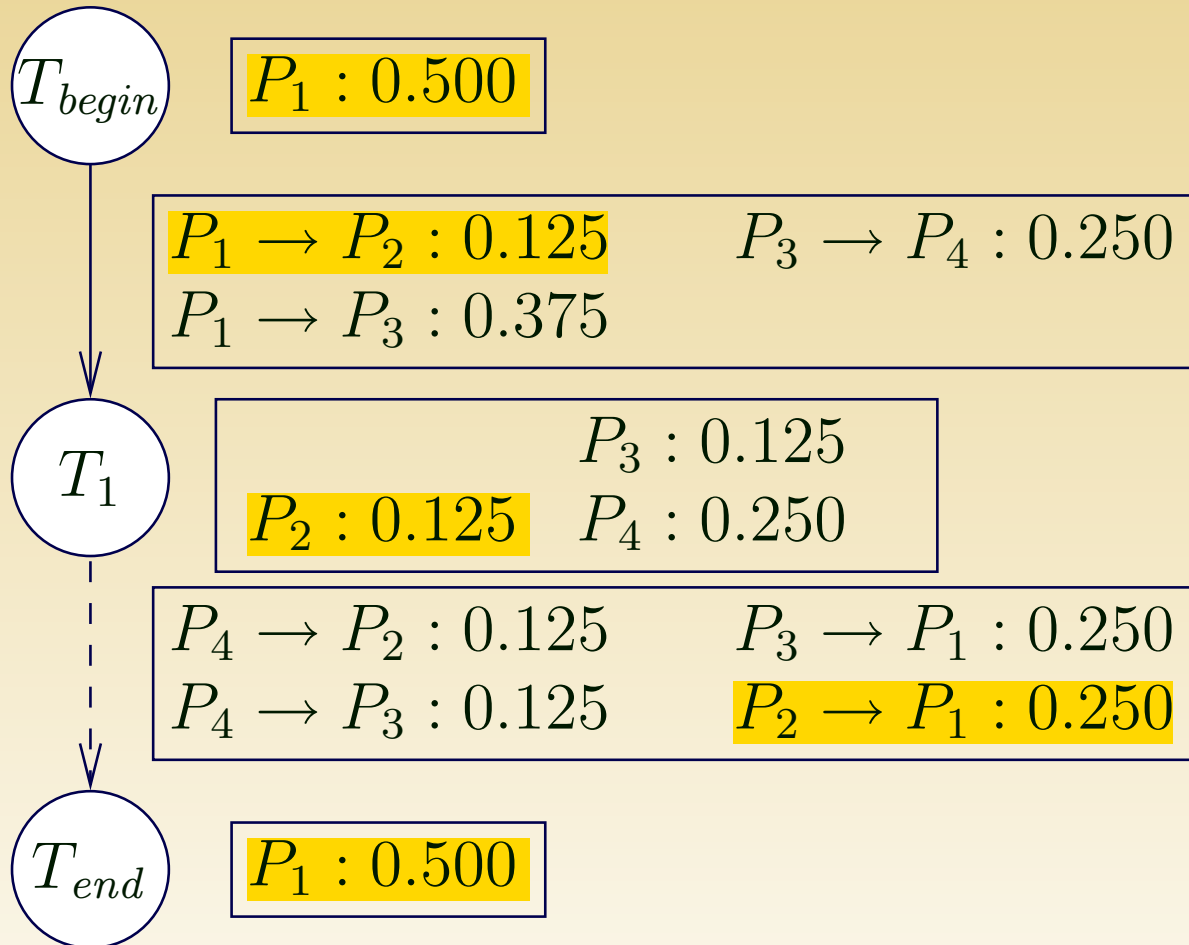 T_begin
P_1 : 0.500
P_1 → P_2 : 0.125 P_3 → P_4 : 0.250
P_1 → P_3 : 0.375
T_1
P_3 : 0.125
P_2 : 0.125 P_4 : 0.250
P_4 → P_2 : 0.125 P_3 → P_1 : 0.250
P_4 → P_3 : 0.125 P_2 → P_1 : 0.250
T_end
P_1 : 0.500